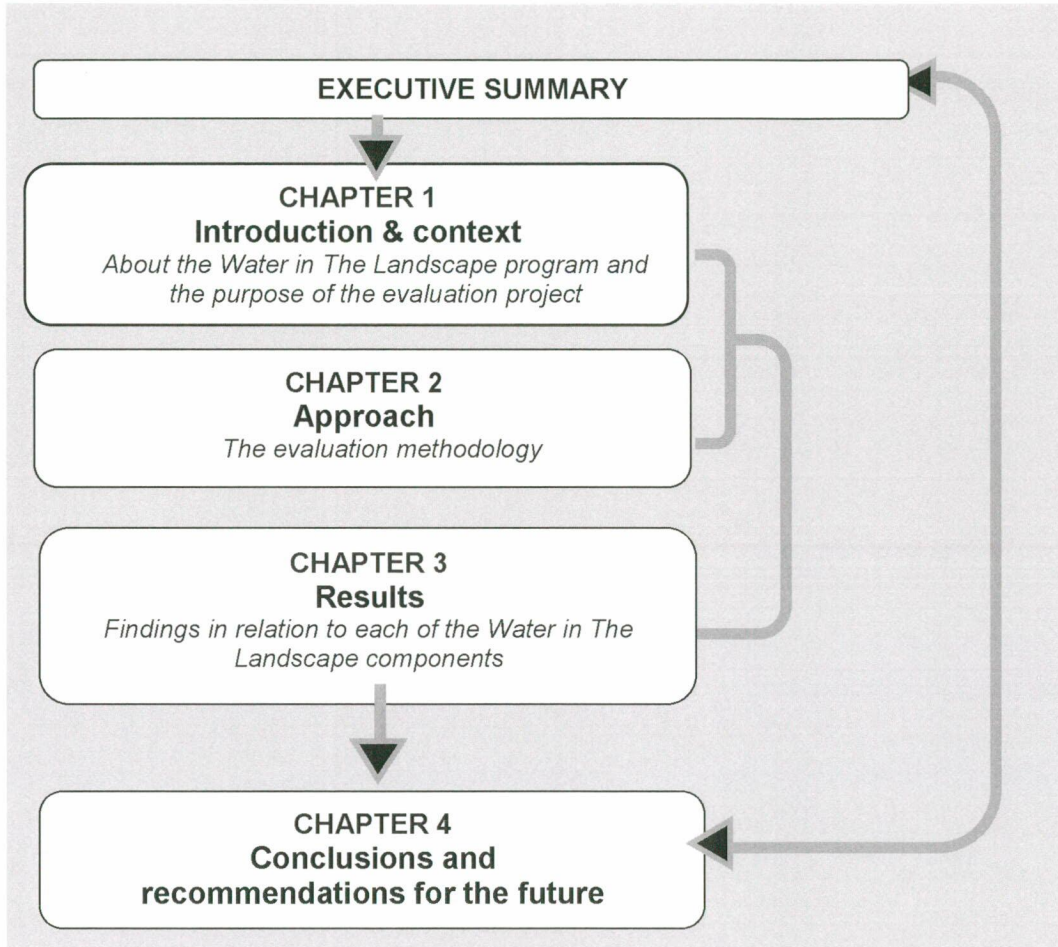 EXECUTIVE SUMMARY
CHAPTER 1
Introduction & context
About the Water in The Landscape program and
the purpose of the evaluation project
CHAPTER 2
Approach
The evaluation methodology
CHAPTER 3
Results
Findings in relation to each of the Water in The
Landscape components
CHAPTER 4
Conclusions and
recommendations for the future